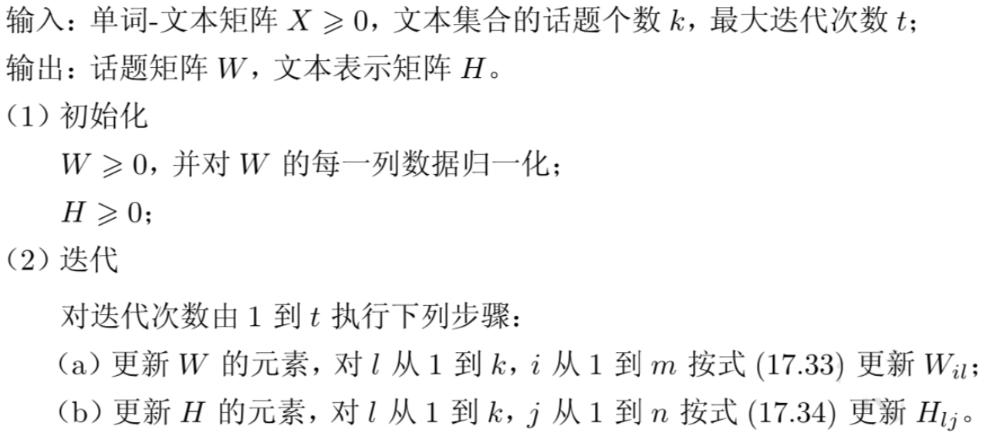 输入：单词-文本矩阵 X ⩾ 0，文本集合的话题个数 k，最大迭代次数 t；
输出：话题矩阵 W，文本表示矩阵 H。
（1）初始化
W ⩾ 0，并对 W 的每一列数据归一化；
H ⩾ 0；
（2）迭代
对迭代次数由 1 到 t 执行下列步骤：
（a）更新 W 的元素，对 l 从 1 到 k，i 从 1 到 m 按式 (17.33) 更新 W_{il}；
（b）更新 H 的元素，对 l 从 1 到 k，j 从 1 到 n 按式 (17.34) 更新 H_{lj}。